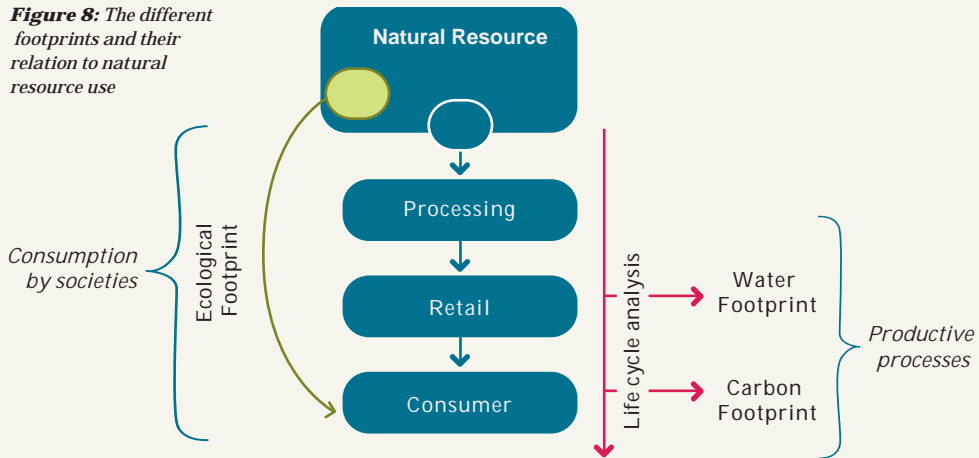 Figure 8: The different
footprints and their
relation to natural
resource use
Natural Resource
Processing
Retail
Consumer
Consumption
by societies
Ecological
Footprint
Life cycle analysis
Water
Footprint
Carbon
Footprint
Productive
processes